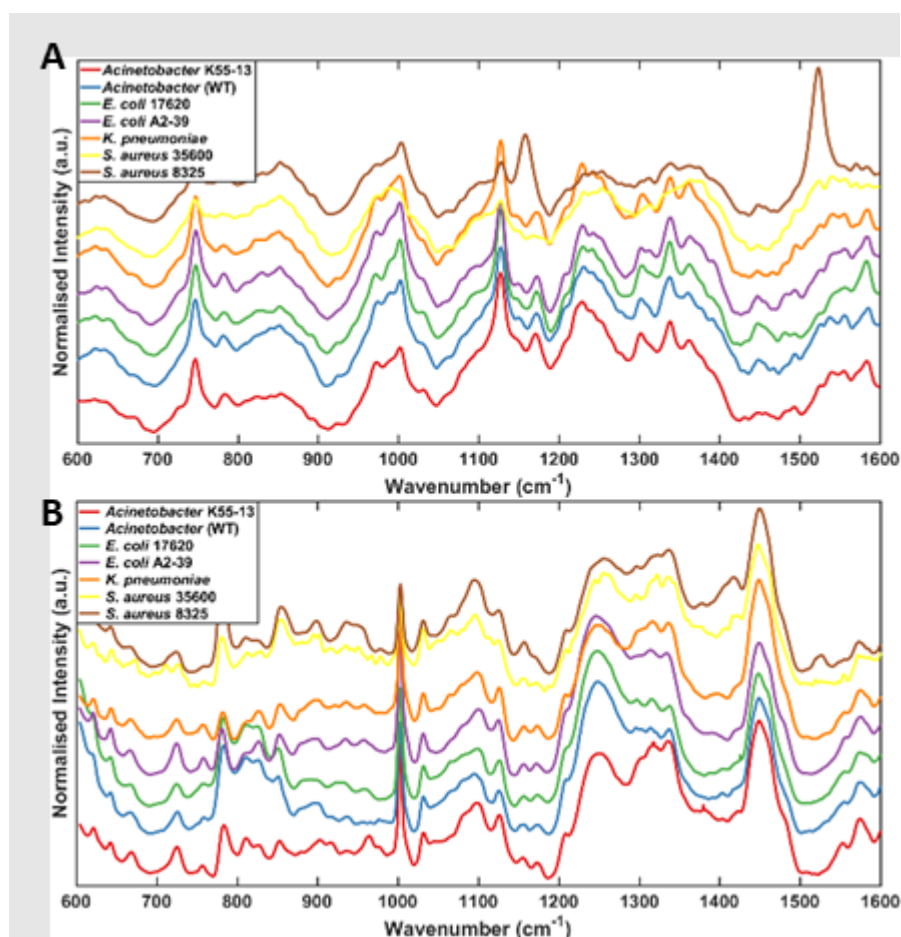 A
Acinetobacter K55-13
Acinetobacter (WT)
E. coli 17620
E. coli A2-39
K. pneumoniae
S. aureus 35600
S. aureus 8325
Normalised Intensity (a.u.)
600 700 800 900 1000 1100 1200 1300 1400 1500 1600
Wavenumber (cm-1)
B
Acinetobacter K55-13
Acinetobacter (WT)
E. coli 17620
E. coli A2-39
K. pneumoniae
S. aureus 35600
S. aureus 8325
Normalised Intensity (a.u.)
600 700 800 900 1000 1100 1200 1300 1400 1500 1600
Wavenumber (cm-1)